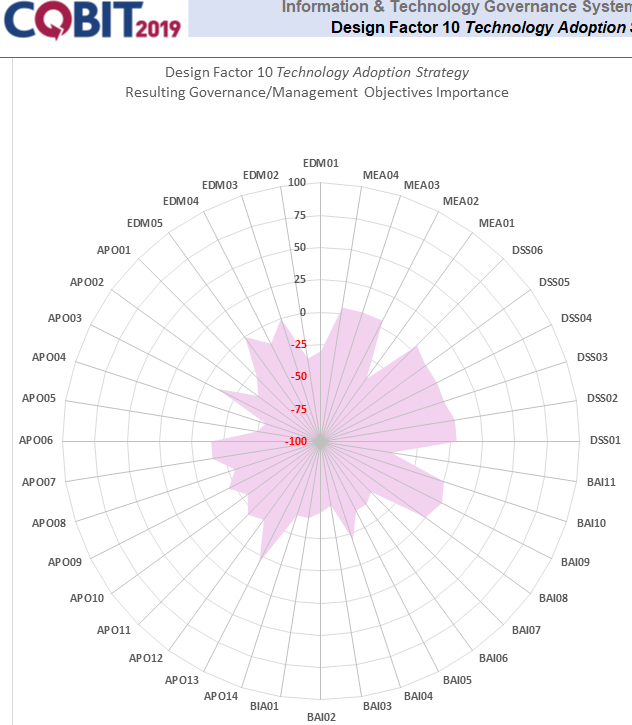 COBIT 2019
Information & Technology Governance System
Design Factor 10 Technology Adoption S
Design Factor 10 Technology Adoption Strategy
Resulting Governance/Management Objectives Importance
EDM01
EDM02
MEA04
100
EDM03
MEA03
EDM04
MEA02
75
EDM05
MEA01
50
APO01
DSS06
25
APO02
DSS05
0
APO03
DSS04
-25
APO04
DSS03
-50
APO05
DSS02
-75
APO06
-100
DSS01
APO07
BAI11
APO08
BAI10
APO09
BAI09
APO10
BAI08
APO11
BAI07
APO12
BAI06
APO13
BAI05
APO14
BAI04
BIA01
BAI03
BAI02